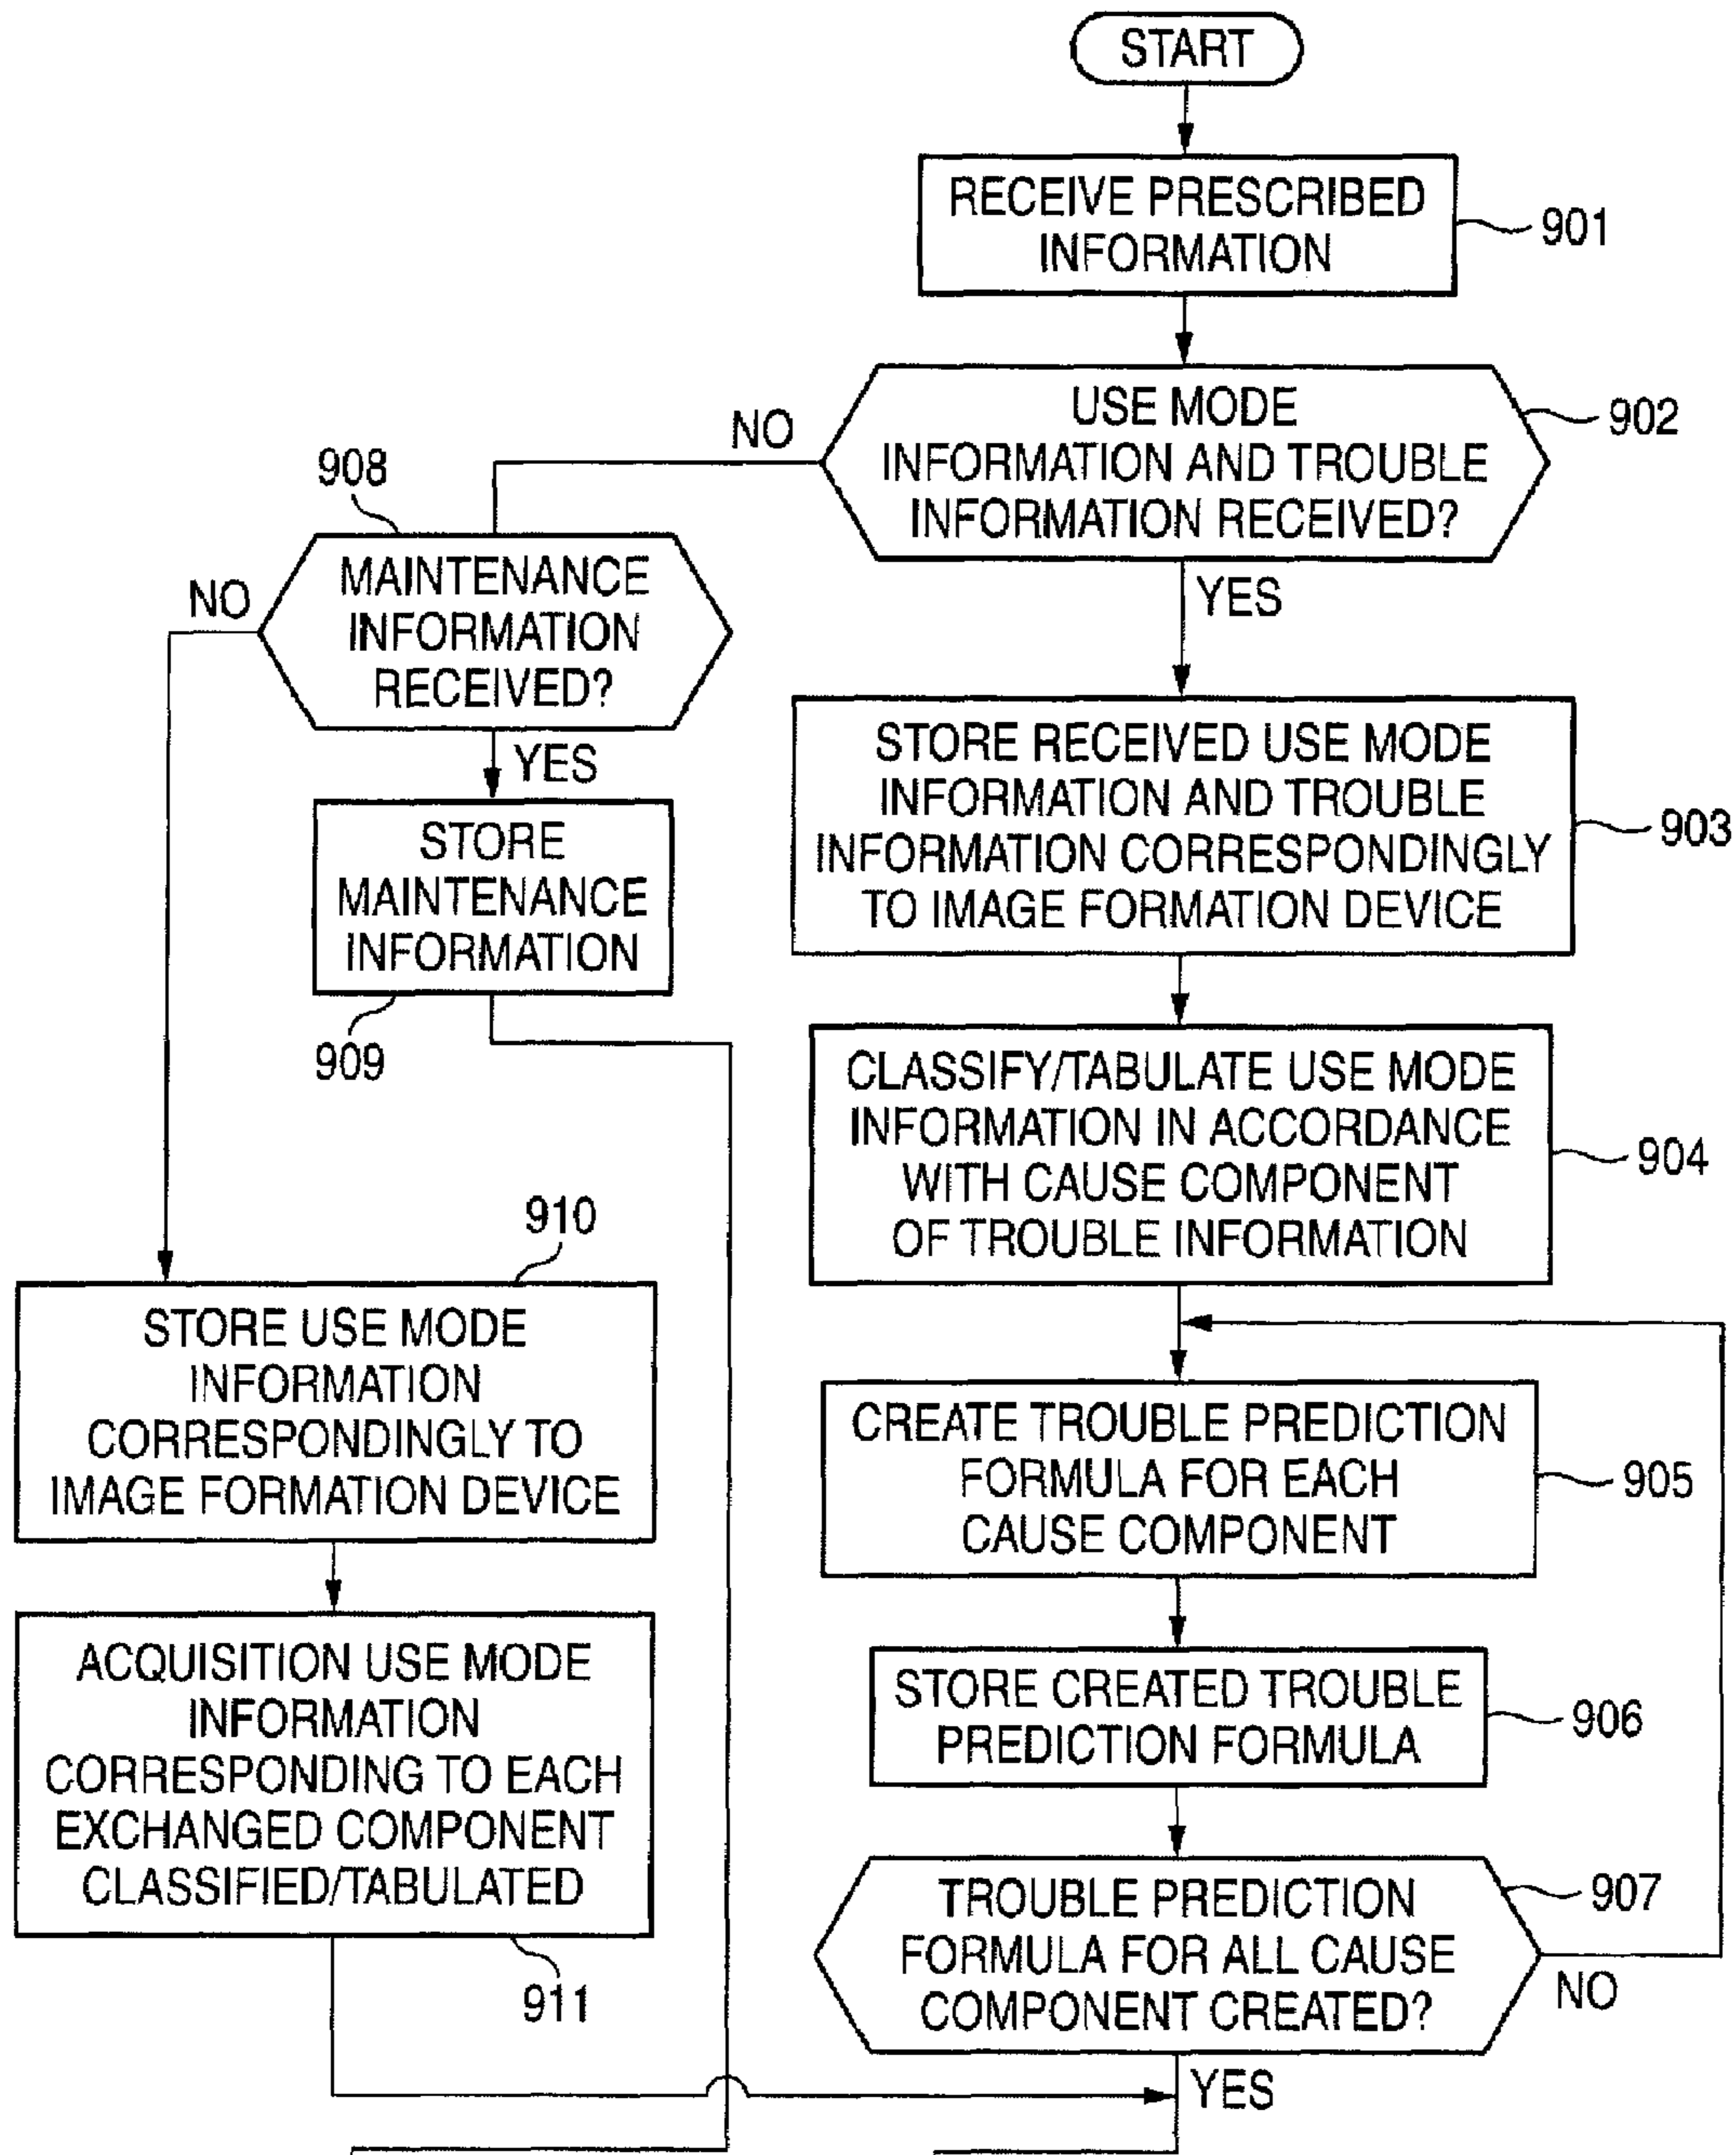 START
RECEIVE PRESCRIBED
INFORMATION
901
USE MODE
INFORMATION AND TROUBLE
INFORMATION RECEIVED?
902
NO
YES
908
MAINTENANCE
INFORMATION
RECEIVED?
NO
YES
STORE
MAINTENANCE
INFORMATION
909
STORE RECEIVED USE MODE
INFORMATION AND TROUBLE
INFORMATION CORRESPONDINGLY
TO IMAGE FORMATION DEVICE
903
CLASSIFY/TABULATE USE MODE
INFORMATION IN ACCORDANCE
WITH CAUSE COMPONENT
OF TROUBLE INFORMATION
904
910
STORE USE MODE
INFORMATION
CORRESPONDINGLY TO
IMAGE FORMATION DEVICE
CREATE TROUBLE PREDICTION
FORMULA FOR EACH
CAUSE COMPONENT
905
ACQUISITION USE MODE
INFORMATION
CORRESPONDING TO EACH
EXCHANGED COMPONENT
CLASSIFIED/TABULATED
911
STORE CREATED TROUBLE
PREDICTION FORMULA
906
TROUBLE PREDICTION
FORMULA FOR ALL CAUSE
COMPONENT CREATED?
907
NO
YES